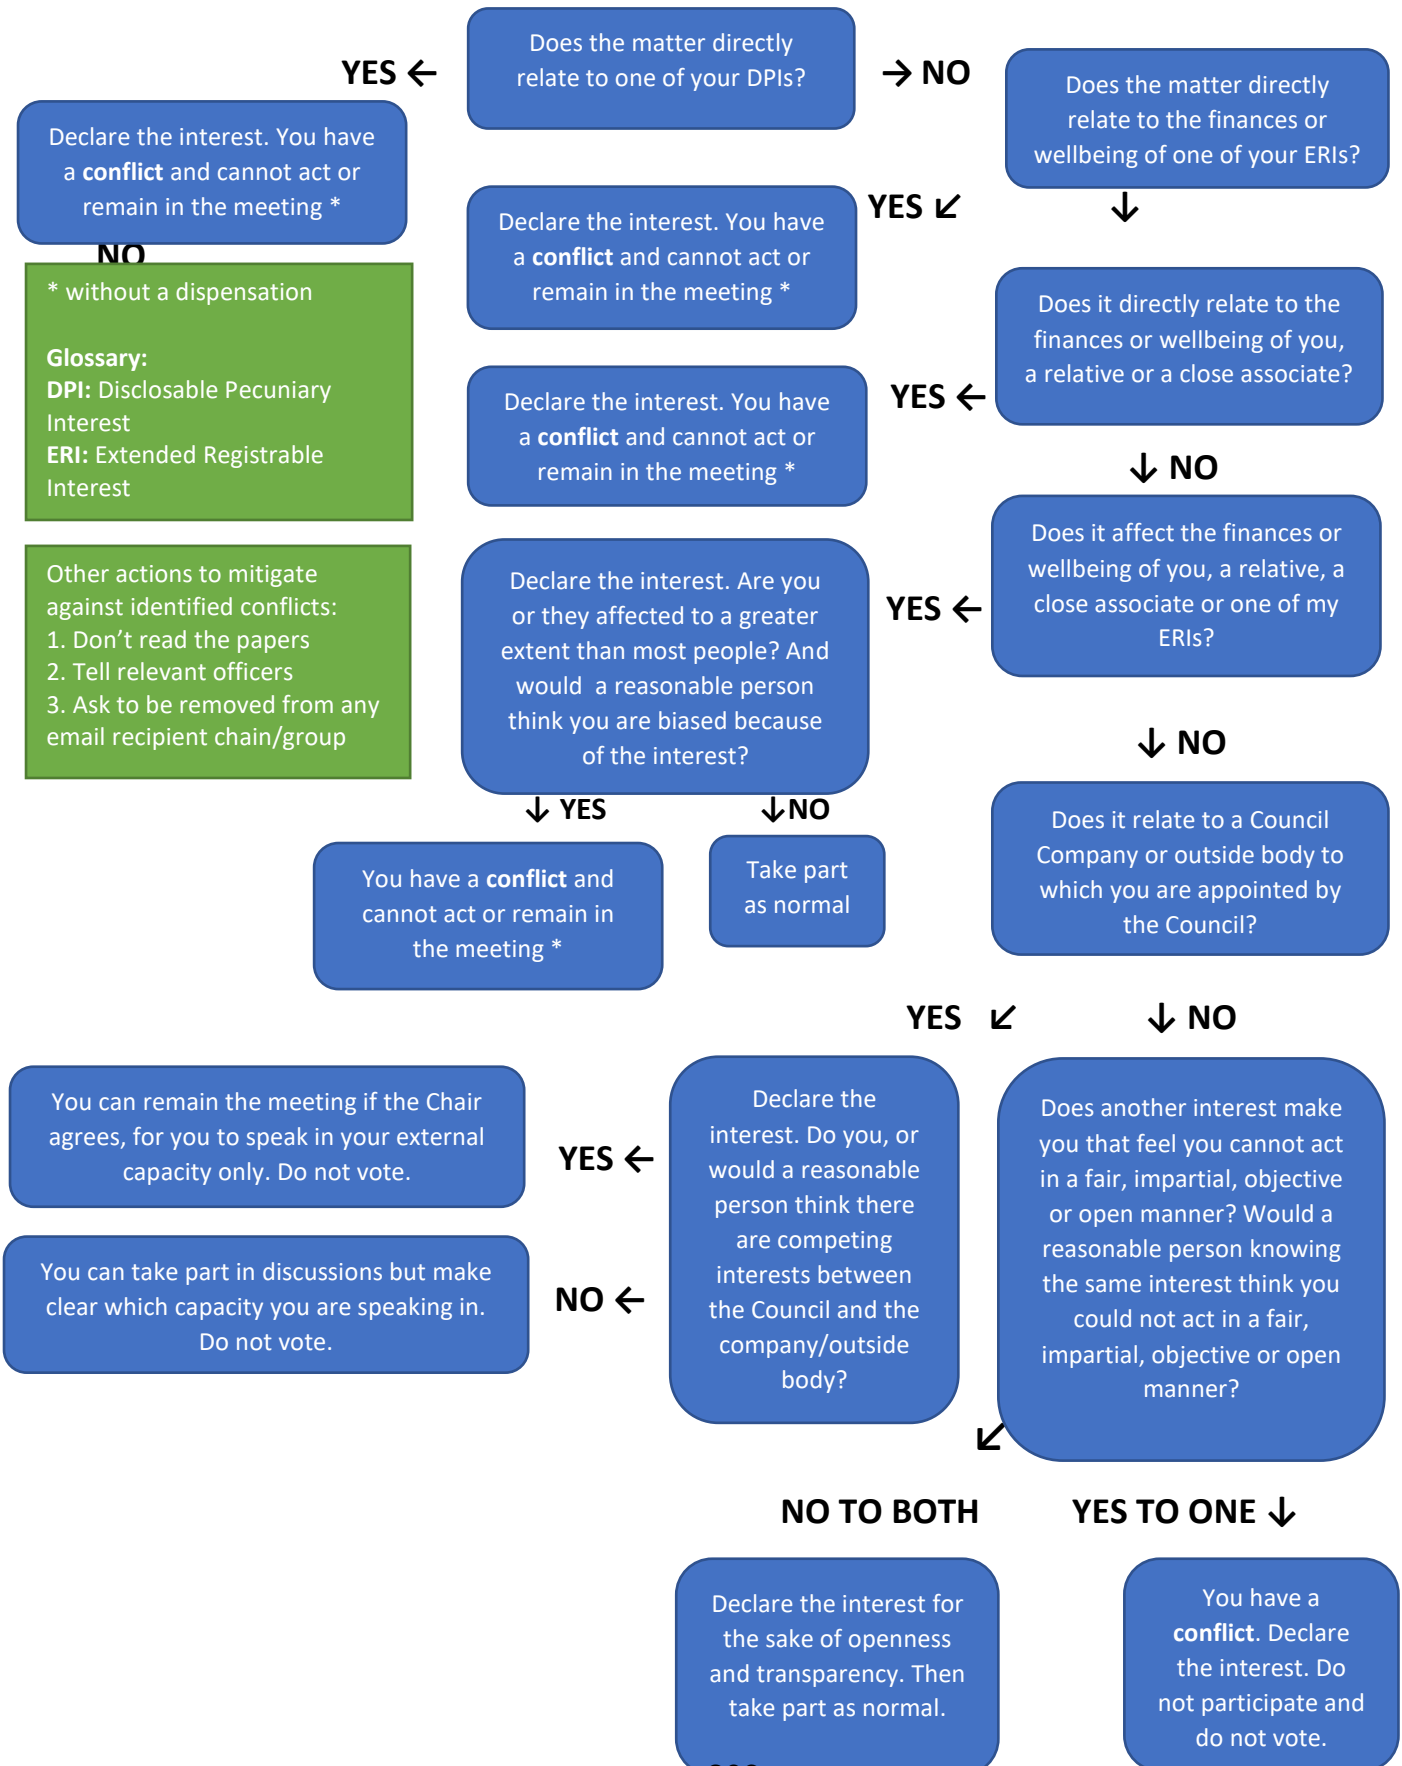 Does the matter directly
relate to one of your DPIs?
YES ←
→ NO
Does the matter directly
relate to the finances or
wellbeing of one of your ERIs?
Declare the interest. You have
a conflict and cannot act or
remain in the meeting *
YES ↙
↓
Declare the interest. You have
a conflict and cannot act or
remain in the meeting *
NO
* without a dispensation
Glossary:
DPI: Disclosable Pecuniary
Interest
ERI: Extended Registrable
Interest
Does it directly relate to the
finances or wellbeing of you,
a relative or a close associate?
YES ←
Declare the interest. You have
a conflict and cannot act or
remain in the meeting *
↓ NO
Does it affect the finances or
wellbeing of you, a relative, a
close associate or one of my
ERIs?
YES ←
Declare the interest. Are you
or they affected to a greater
extent than most people? And
would a reasonable person
think you are biased because
of the interest?
Other actions to mitigate
against identified conflicts:
1. Don’t read the papers
2. Tell relevant officers
3. Ask to be removed from any
email recipient chain/group
↓ NO
↓ YES
↓NO
You have a conflict and
cannot act or remain in
the meeting *
Take part
as normal
Does it relate to a Council
Company or outside body to
which you are appointed by
the Council?
YES ↙
↓ NO
Declare the
interest. Do you, or
would a reasonable
person think there
are competing
interests between
the Council and the
company/outside
body?
YES ←
You can remain the meeting if the Chair
agrees, for you to speak in your external
capacity only. Do not vote.
NO ←
You can take part in discussions but make
clear which capacity you are speaking in.
Do not vote.
Does another interest make
you that feel you cannot act
in a fair, impartial, objective
or open manner? Would a
reasonable person knowing
the same interest think you
could not act in a fair,
impartial, objective or open
manner?
↙
NO TO BOTH
YES TO ONE ↓
Declare the interest for
the sake of openness
and transparency. Then
take part as normal.
You have a
conflict. Declare
the interest. Do
not participate and
do not vote.